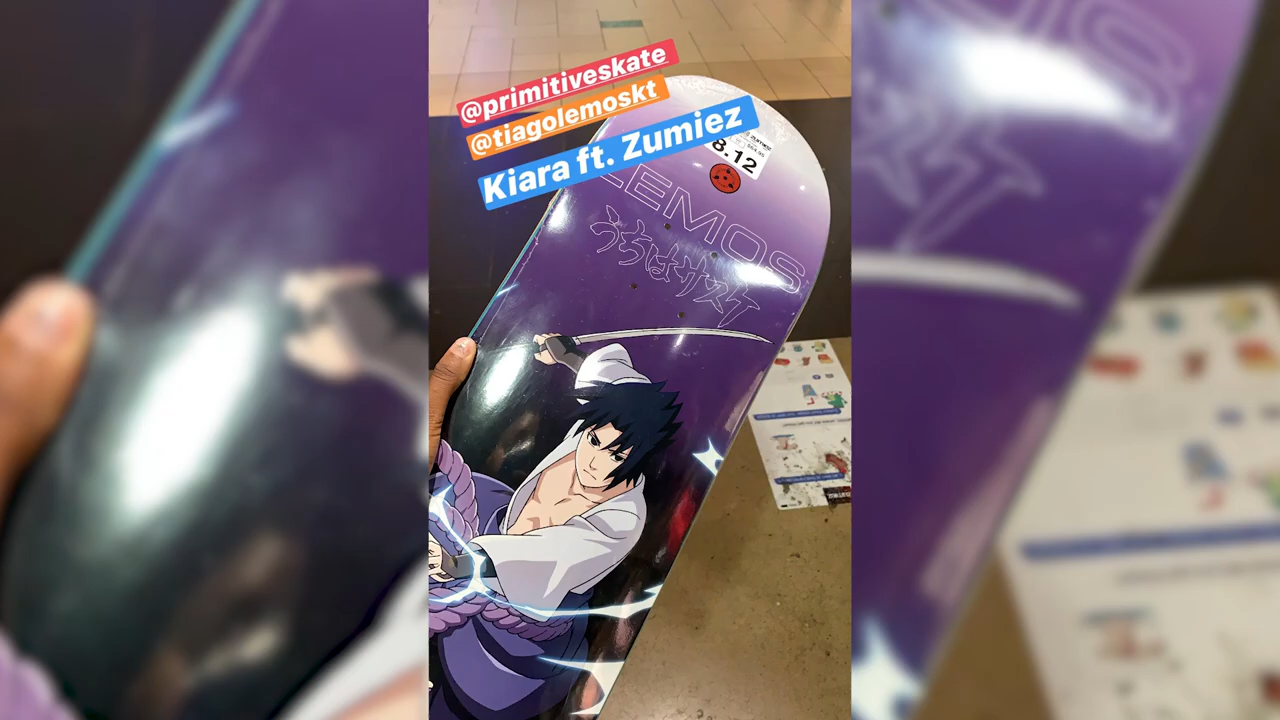 @primitiveskate
@tiagolemoskt
Kiara ft. Zumiez
8.12
LEMOS
うちはサスケ